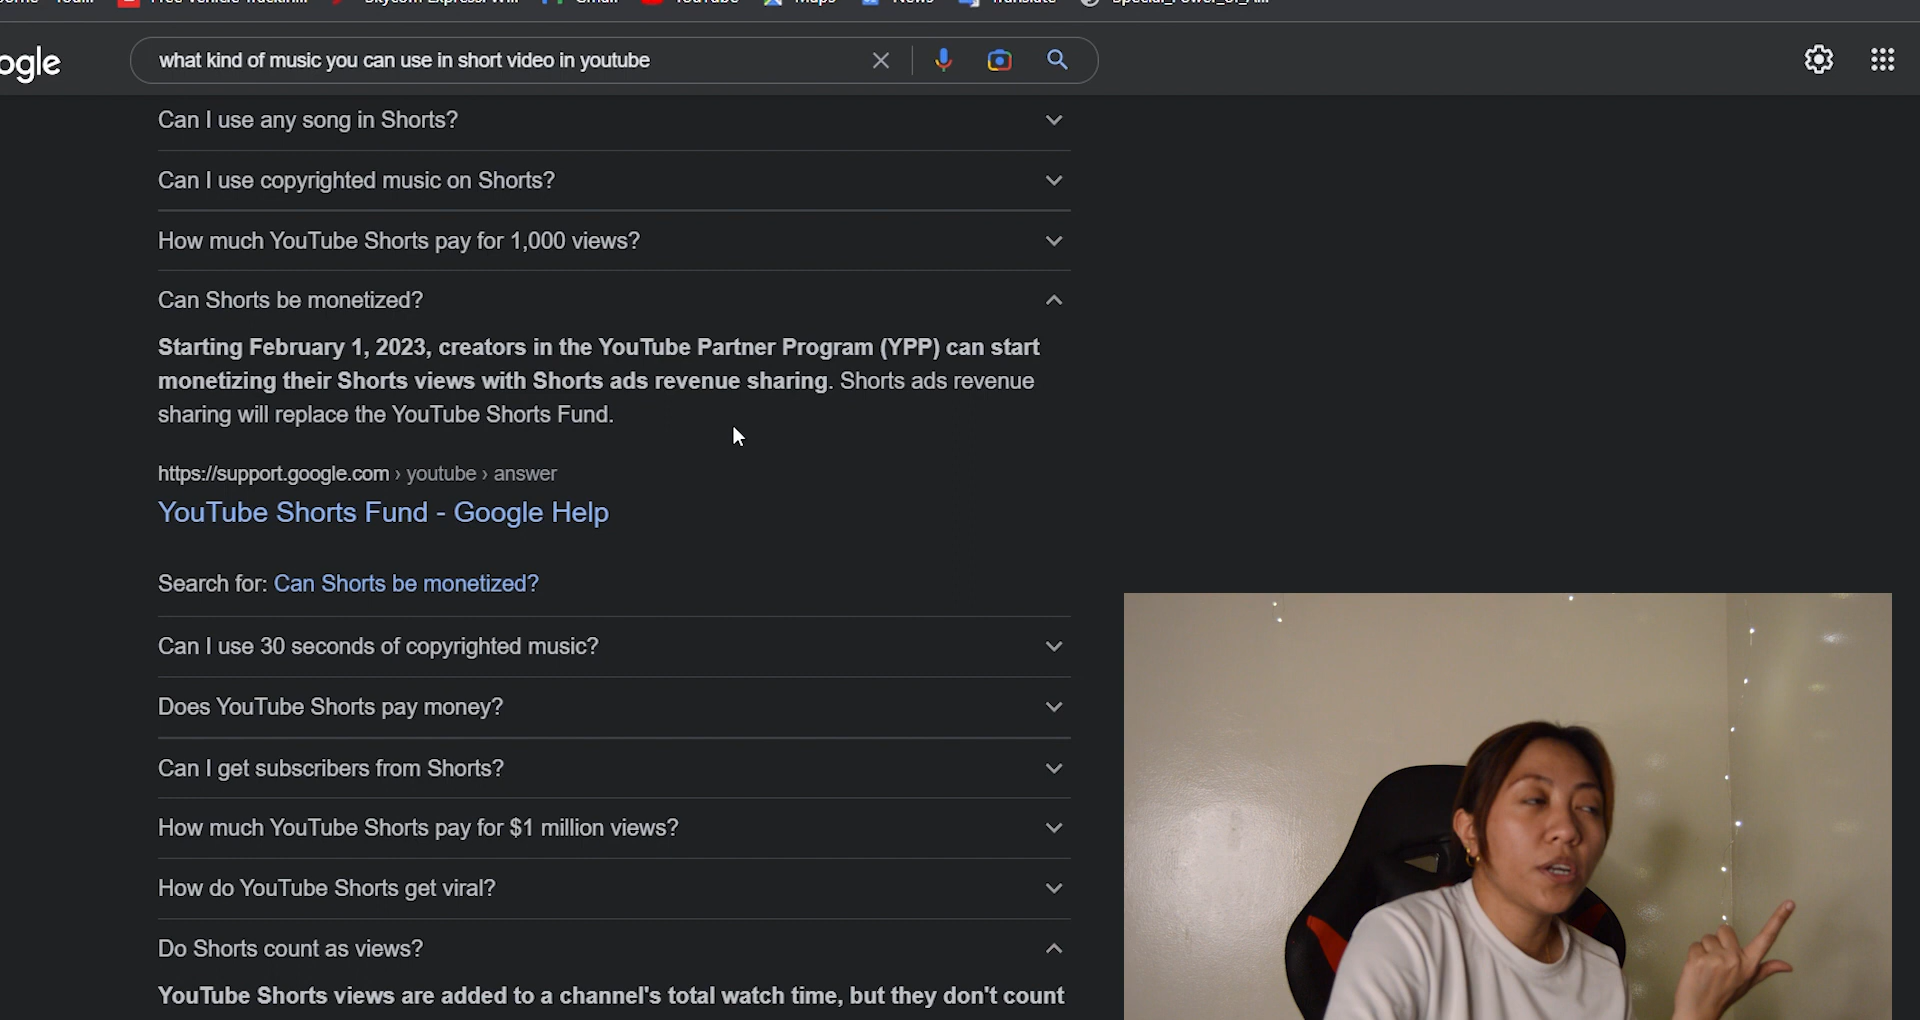 ogle
what kind of music you can use in short video in youtube
Can I use any song in Shorts?
Can I use copyrighted music on Shorts?
How much YouTube Shorts pay for 1,000 views?
Can Shorts be monetized?
Starting February 1, 2023, creators in the YouTube Partner Program (YPP) can start
monetizing their Shorts views with Shorts ads revenue sharing. Shorts ads revenue
sharing will replace the YouTube Shorts Fund.
https://support.google.com › youtube › answer
YouTube Shorts Fund - Google Help
Search for: Can Shorts be monetized?
Can I use 30 seconds of copyrighted music?
Does YouTube Shorts pay money?
Can I get subscribers from Shorts?
How much YouTube Shorts pay for $1 million views?
How do YouTube Shorts get viral?
Do Shorts count as views?
YouTube Shorts views are added to a channel's total watch time, but they don't count